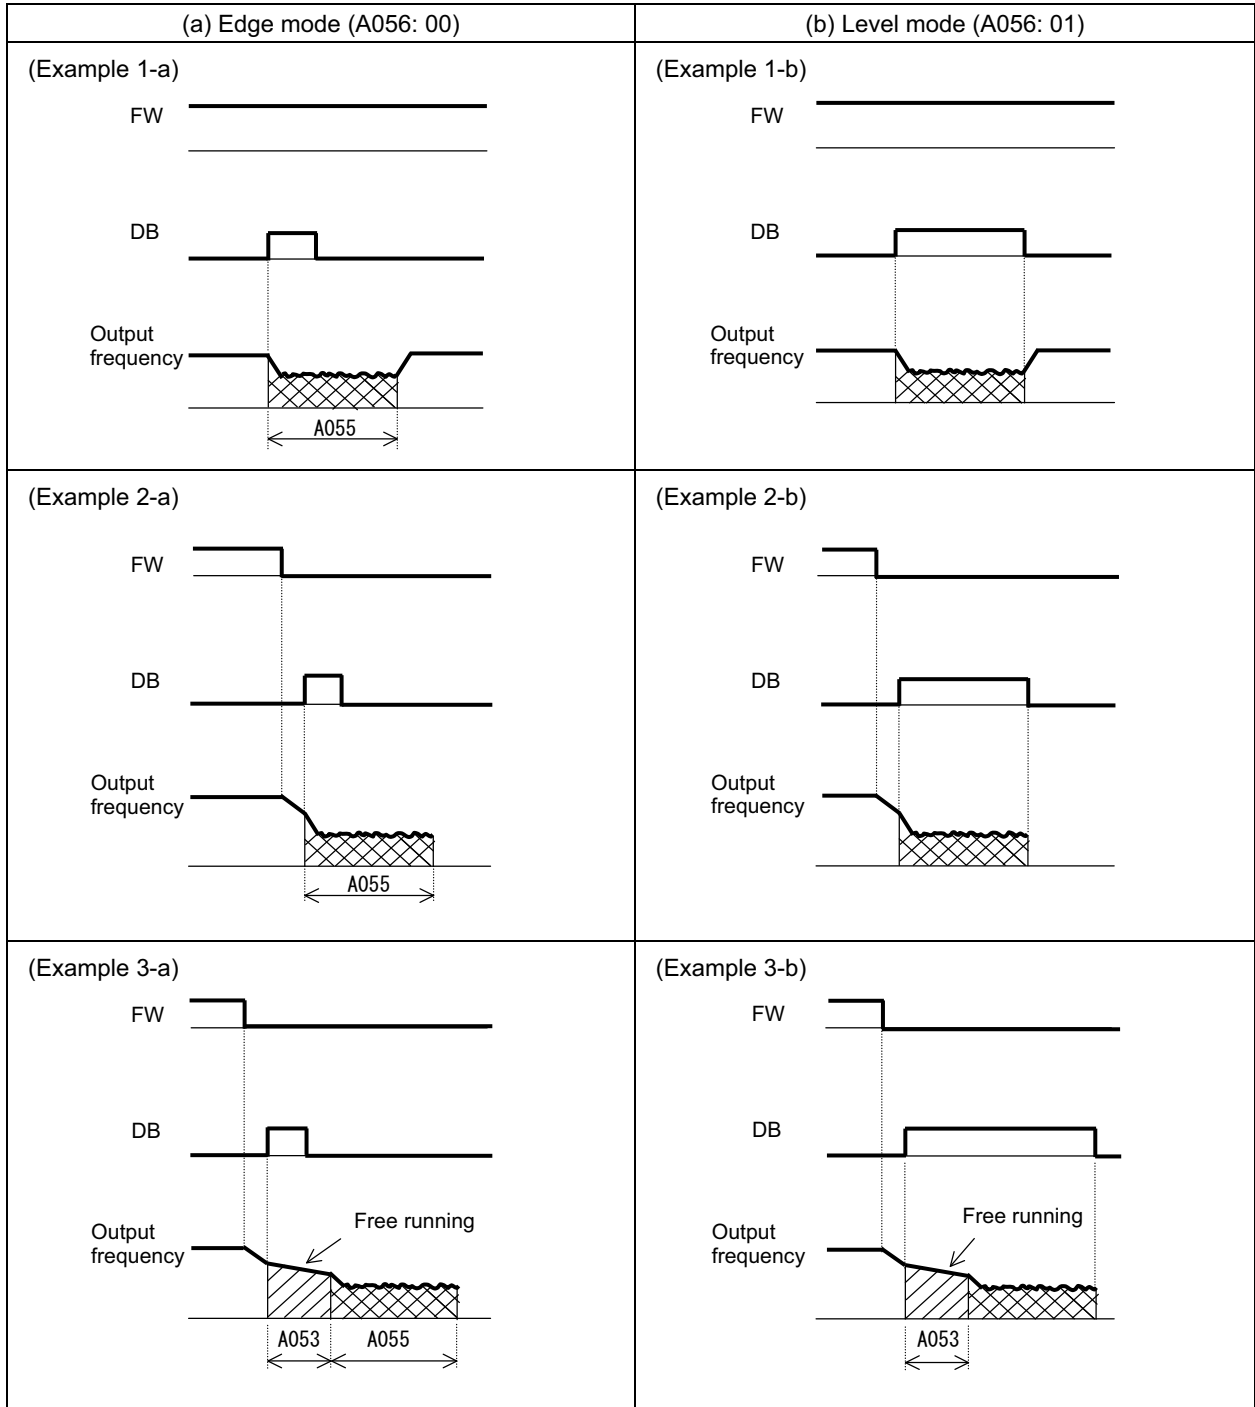 (a) Edge mode (A056: 00)
(b) Level mode (A056: 01)
(Example 1-a)
FW
DB
Output
frequency
A055
(Example 1-b)
FW
DB
Output
frequency
(Example 2-a)
FW
DB
Output
frequency
A055
(Example 2-b)
FW
DB
Output
frequency
(Example 3-a)
FW
DB
Free running
Output
frequency
A053
A055
(Example 3-b)
FW
DB
Free running
Output
frequency
A053